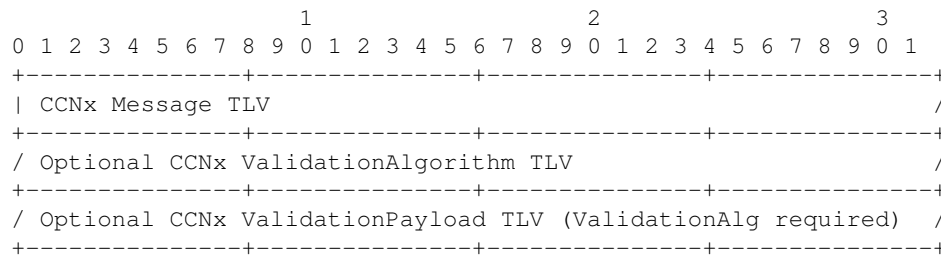 1                   2                   3
 0 1 2 3 4 5 6 7 8 9 0 1 2 3 4 5 6 7 8 9 0 1 2 3 4 5 6 7 8 9 0 1
+---------------+---------------+---------------+---------------+
| CCNx Message TLV                                              /
+---------------+---------------+---------------+---------------+
/ Optional CCNx ValidationAlgorithm TLV                         /
+---------------+---------------+---------------+---------------+
/ Optional CCNx ValidationPayload TLV (ValidationAlg required)  /
+---------------+---------------+---------------+---------------+